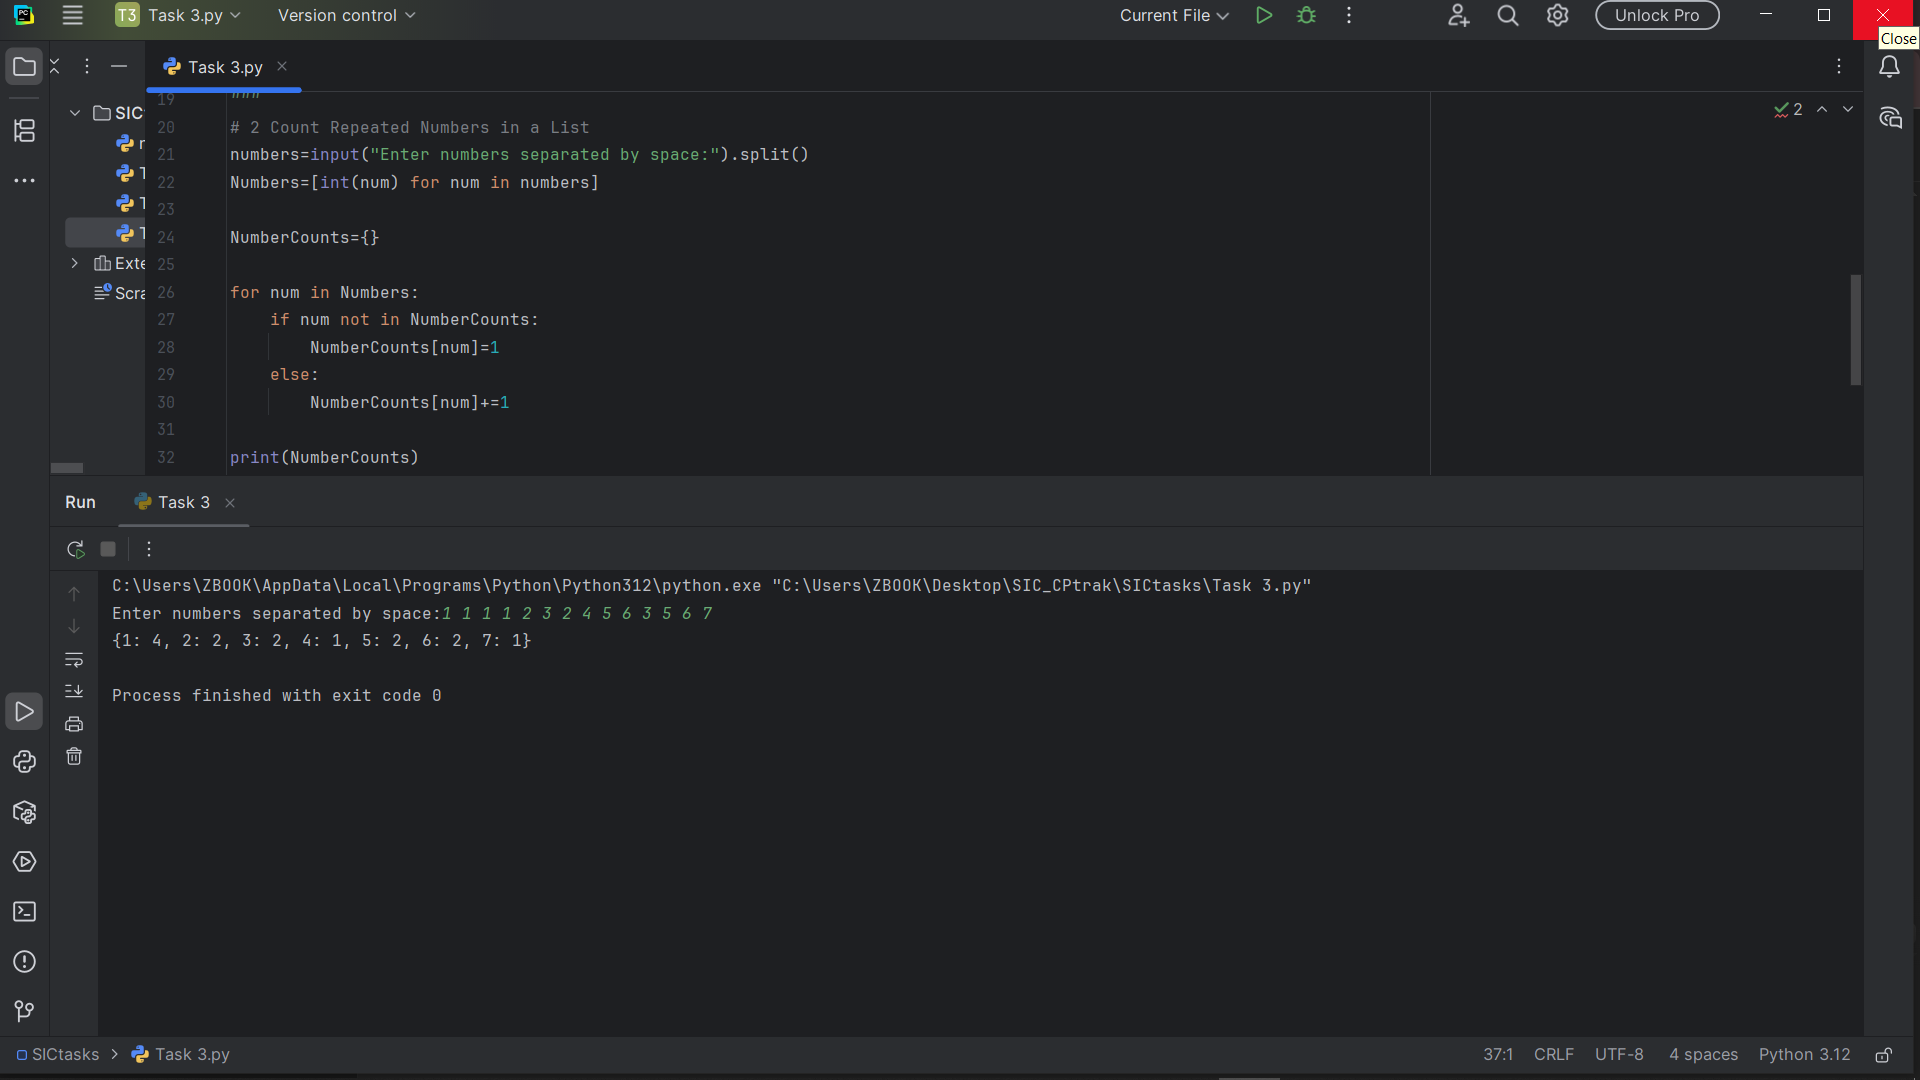 T3 Task 3.py Version control Current File Unlock Pro
Close
Task 3.py
SIC
Exte
Scra
2
19 """
20 # 2 Count Repeated Numbers in a List
21 numbers=input("Enter numbers separated by space:").split()
22 Numbers=[int(num) for num in numbers]
23
24 NumberCounts={}
25
26 for num in Numbers:
27     if num not in NumberCounts:
28         NumberCounts[num]=1
29     else:
30         NumberCounts[num]+=1
31
32 print(NumberCounts)
Run Task 3
C:\Users\ZBOOK\AppData\Local\Programs\Python\Python312\python.exe "C:\Users\ZBOOK\Desktop\SIC_CPtrak\SICtasks\Task 3.py"
Enter numbers separated by space:1 1 1 1 2 3 2 4 5 6 3 5 6 7
{1: 4, 2: 2, 3: 2, 4: 1, 5: 2, 6: 2, 7: 1}
Process finished with exit code 0
SICtasks > Task 3.py 37:1 CRLF UTF-8 4 spaces Python 3.12